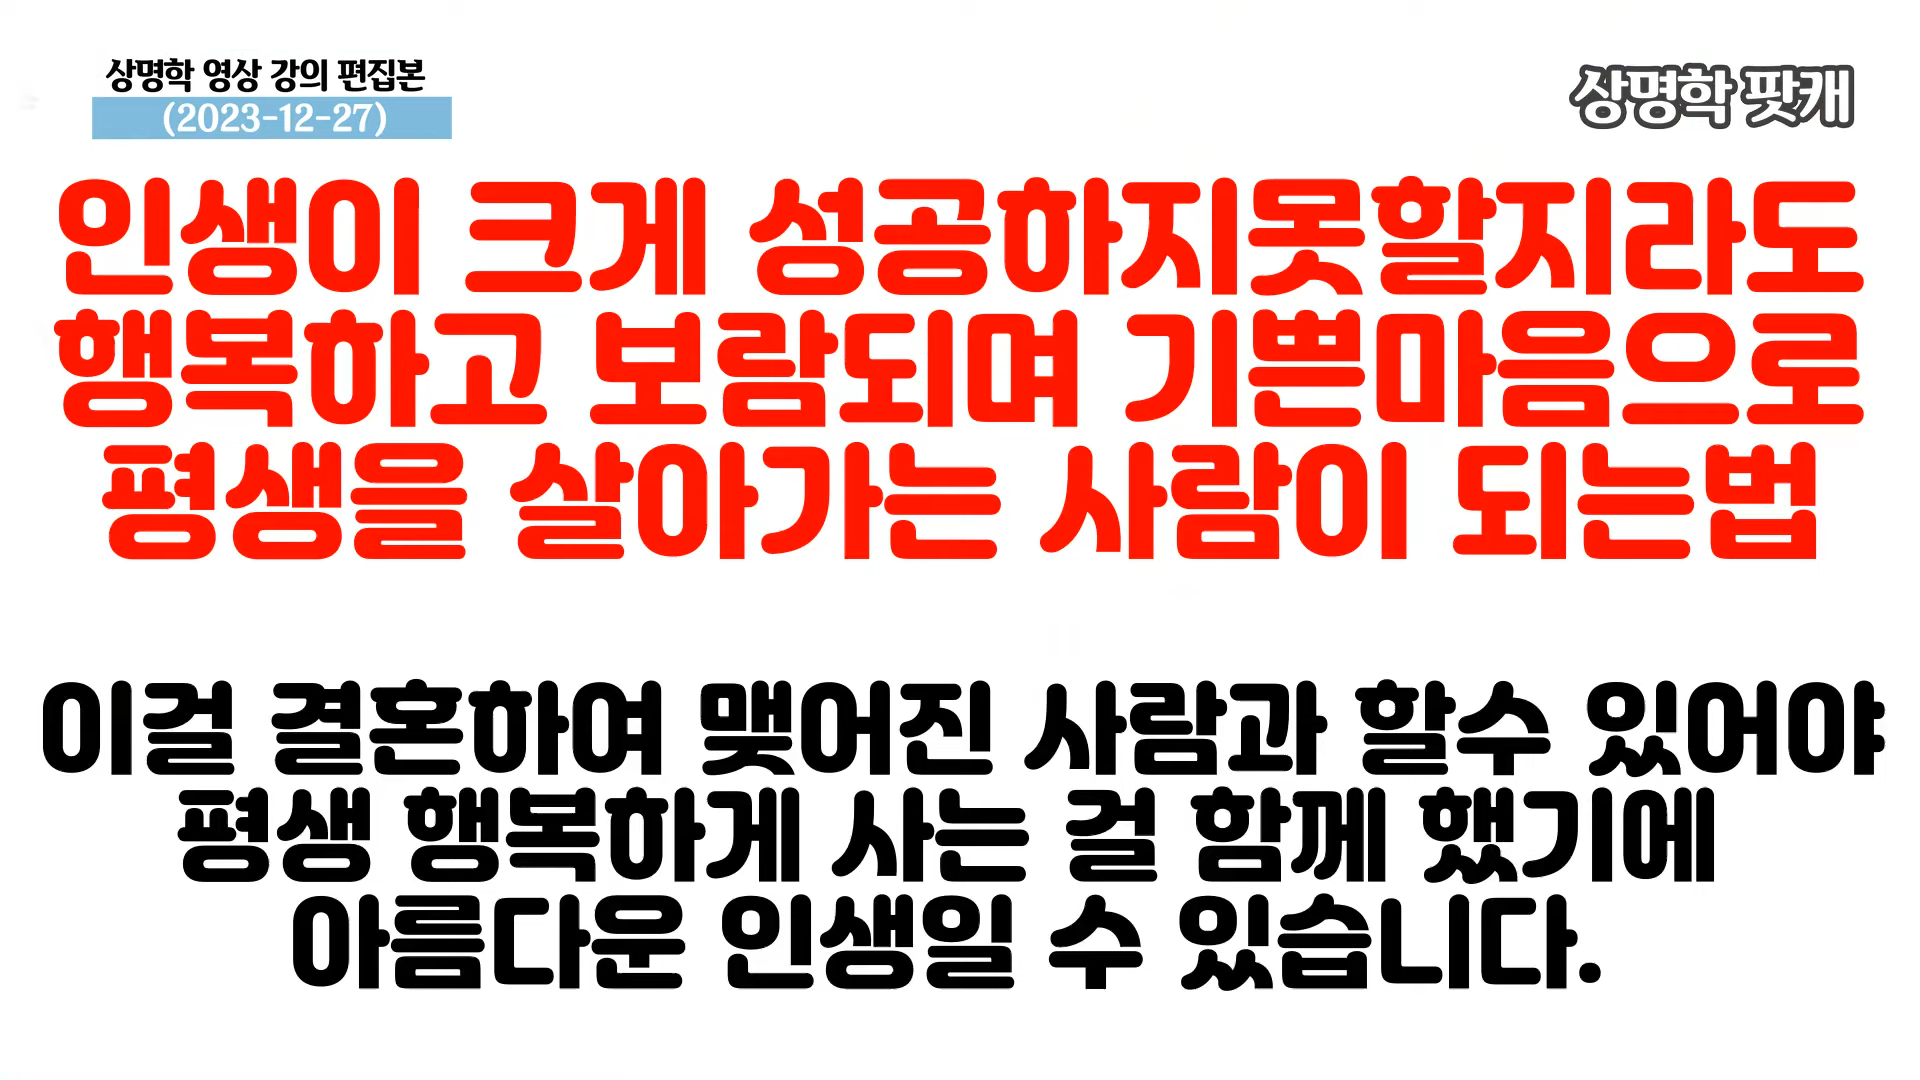 상명학 영상 강의 편집본
(2023-12-27)
상명학 팟캐
인생이 크게 성공하지못할지라도
행복하고 보람되며 기쁜마음으로
평생을 살아가는 사람이 되는법
이걸 결혼하여 맺어진 사람과 할수 있어야
평생 행복하게 사는 걸 함께 했기에
아름다운 인생일 수 있습니다.